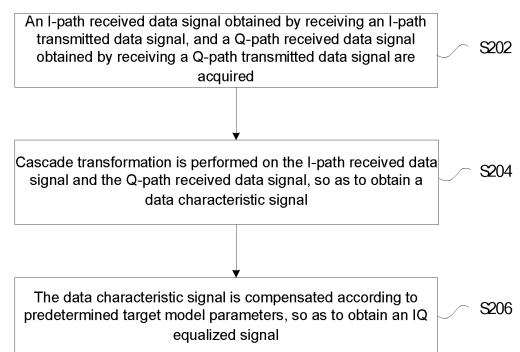 An I-path received data signal obtained by receiving an I-path
transmitted data signal, and a Q-path received data signal
obtained by receiving a Q-path transmitted data signal are
acquired
S202
Cascade transformation is performed on the I-path received data
signal and the Q-path received data signal, so as to obtain a
data characteristic signal
S204
The data characteristic signal is compensated according to
predetermined target model parameters, so as to obtain an IQ
equalized signal
S206